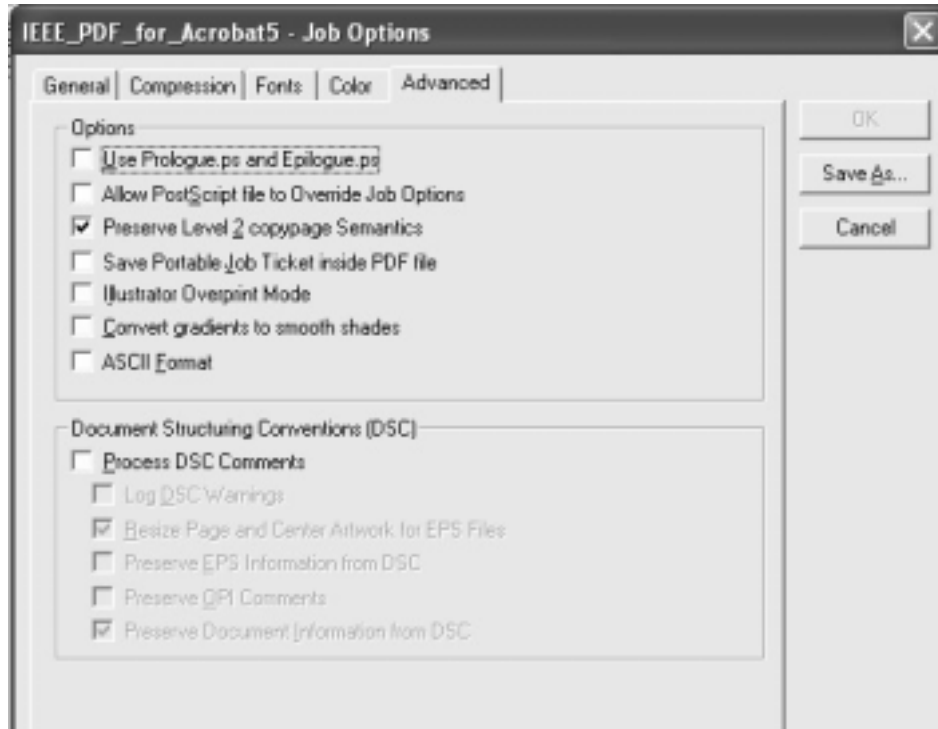 IEEE_PDF_for_Acrobat5 - Job Options
General Compression Fonts Color Advanced
Options
Use Prologue.ps and Epilogue.ps
Allow PostScript file to Override Job Options
Preserve Level 2 copypage Semantics
Save Portable Job Ticket inside PDF file
Illustrator Overprint Mode
Convert gradients to smooth shades
ASCII Format
Document Structuring Conventions (DSC)
Process DSC Comments
Log DSC Warnings
Resize Page and Center Artwork for EPS Files
Preserve EPS Information from DSC
Preserve OPI Comments
Preserve Document Information from DSC
OK
Save As...
Cancel